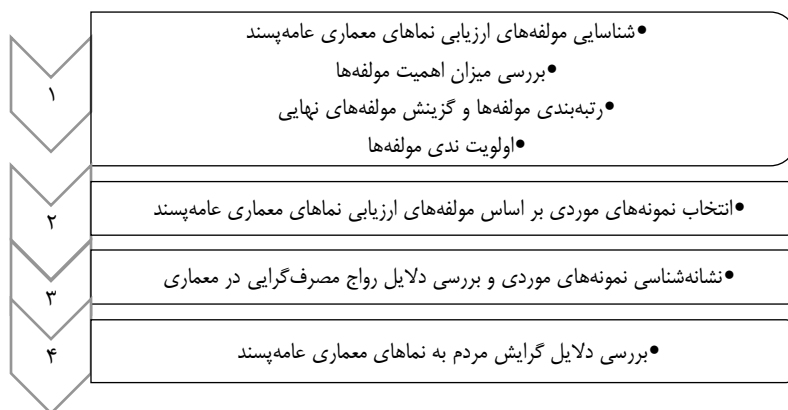 •شناسایی مولفه‌های ارزیابی نماهای معماری عامه‌پسند
•بررسی میزان اهمیت مولفه‌ها
•رتبه‌بندی مولفه‌ها و گزینش مولفه‌های نهایی
•اولویت ندی مولفه‌ها
۱
•انتخاب نمونه‌های موردی بر اساس مولفه‌های ارزیابی نماهای معماری عامه‌پسند
۲
•نشانه‌شناسی نمونه‌های موردی و بررسی دلایل رواج مصرف‌گرایی در معماری
۳
•بررسی دلایل گرایش مردم به نماهای معماری عامه‌پسند
۴